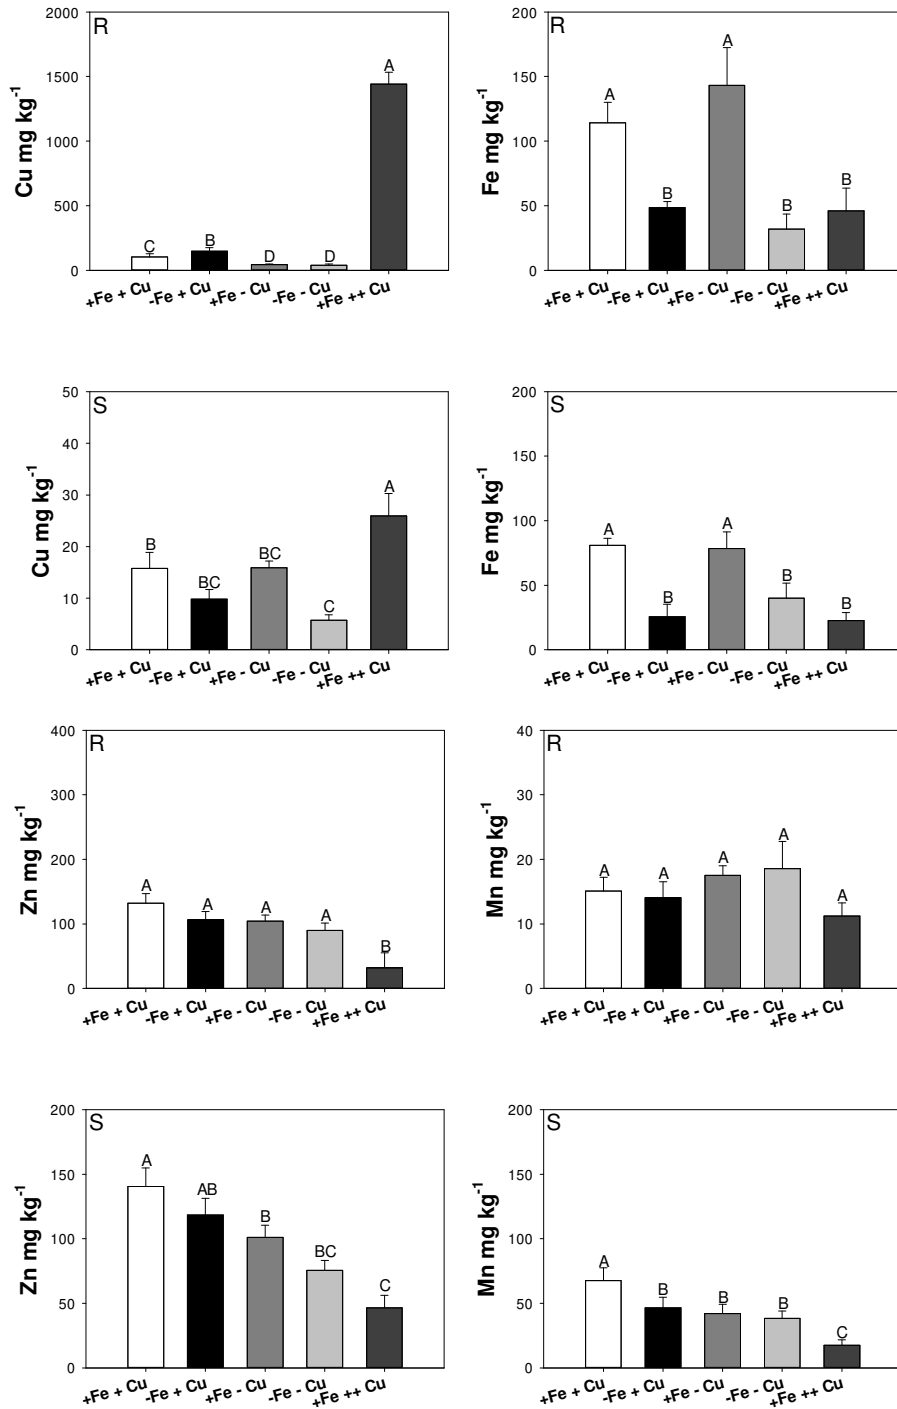 2000
1500
1000
500
0
Cu mg kg-1
R
C
B
D
D
A
+Fe + Cu
-Fe + Cu
+Fe - Cu
-Fe - Cu
+Fe ++ Cu
200
150
100
50
0
Fe mg kg-1
R
A
B
A
B
B
+Fe + Cu
-Fe + Cu
+Fe - Cu
-Fe - Cu
+Fe ++ Cu
50
40
30
20
10
0
Cu mg kg-1
S
B
BC
BC
C
A
+Fe + Cu
-Fe + Cu
+Fe - Cu
-Fe - Cu
+Fe ++ Cu
200
150
100
50
0
Fe mg kg-1
S
A
B
A
B
B
+Fe + Cu
-Fe + Cu
+Fe - Cu
-Fe - Cu
+Fe ++ Cu
400
300
200
100
0
Zn mg kg-1
R
A
A
A
A
B
+Fe + Cu
-Fe + Cu
+Fe - Cu
-Fe - Cu
+Fe ++ Cu
40
30
20
10
0
Mn mg kg-1
R
A
A
A
A
A
+Fe + Cu
-Fe + Cu
+Fe - Cu
-Fe - Cu
+Fe ++ Cu
200
150
100
50
0
Zn mg kg-1
S
A
AB
B
BC
C
+Fe + Cu
-Fe + Cu
+Fe - Cu
-Fe - Cu
+Fe ++ Cu
200
150
100
50
0
Mn mg kg-1
S
A
B
B
B
C
+Fe + Cu
-Fe + Cu
+Fe - Cu
-Fe - Cu
+Fe ++ Cu